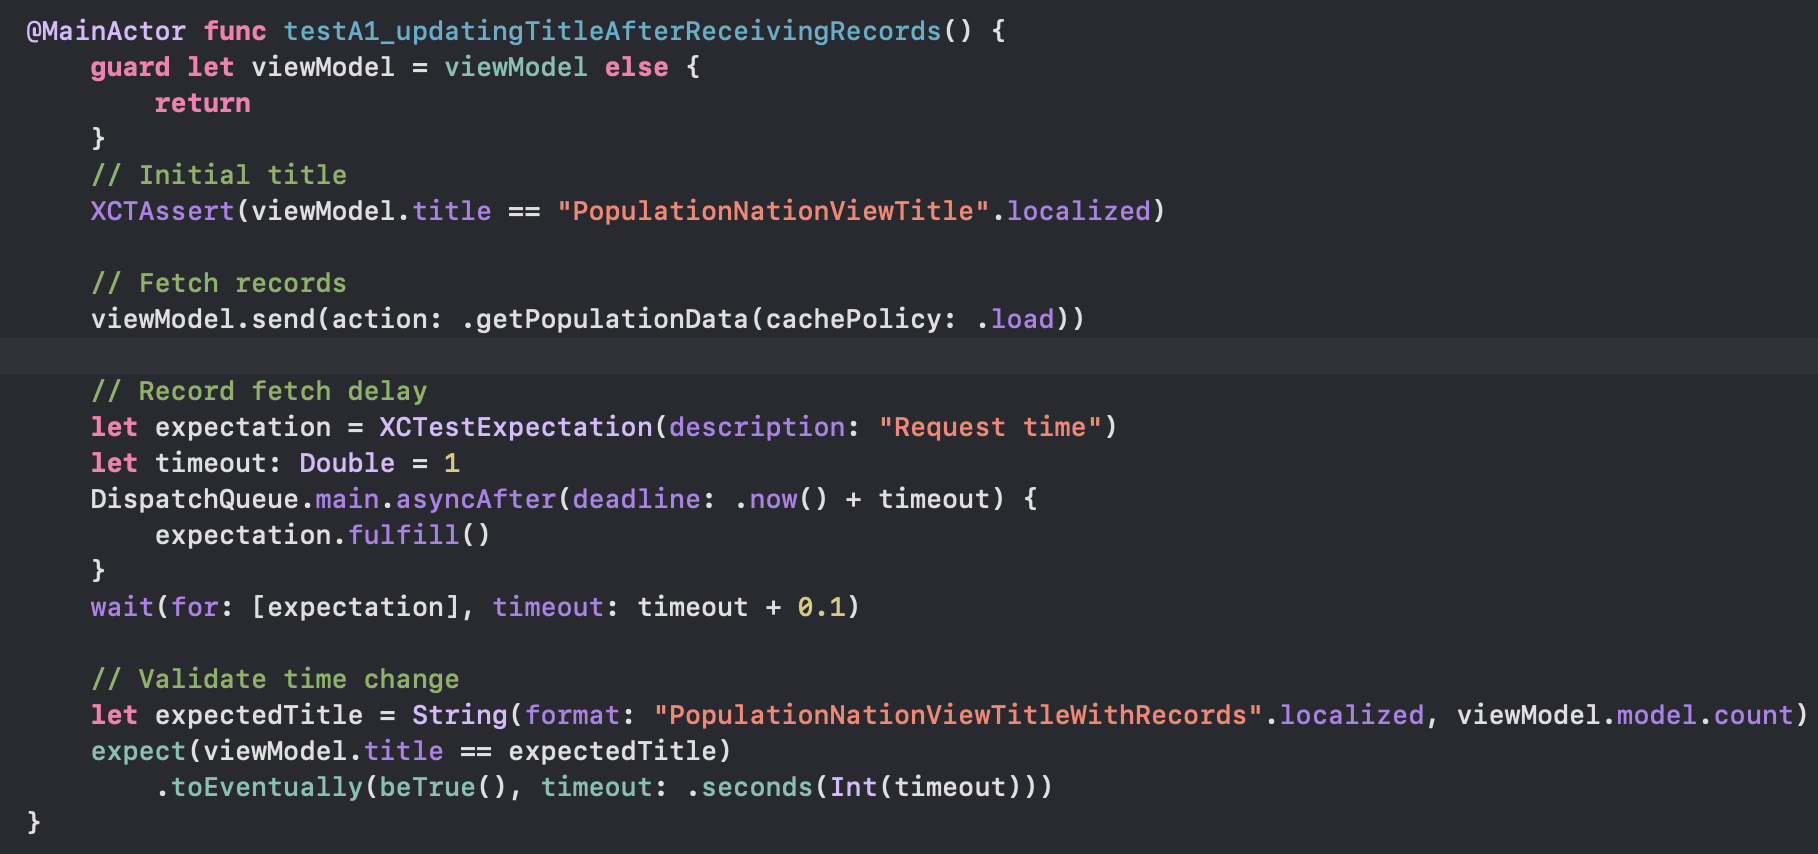 @MainActor func testA1_updatingTitleAfterReceivingRecords() {
    guard let viewModel = viewModel else {
        return
    }
    // Initial title
    XCTAssert(viewModel.title == "PopulationNationViewTitle".localized)

    // Fetch records
    viewModel.send(action: .getPopulationData(cachePolicy: .load))

    // Record fetch delay
    let expectation = XCTestExpectation(description: "Request time")
    let timeout: Double = 1
    DispatchQueue.main.asyncAfter(deadline: .now() + timeout) {
        expectation.fulfill()
    }
    wait(for: [expectation], timeout: timeout + 0.1)

    // Validate time change
    let expectedTitle = String(format: "PopulationNationViewTitleWithRecords".localized, viewModel.model.count)
    expect(viewModel.title == expectedTitle)
        .toEventually(beTrue(), timeout: .seconds(Int(timeout)))
}